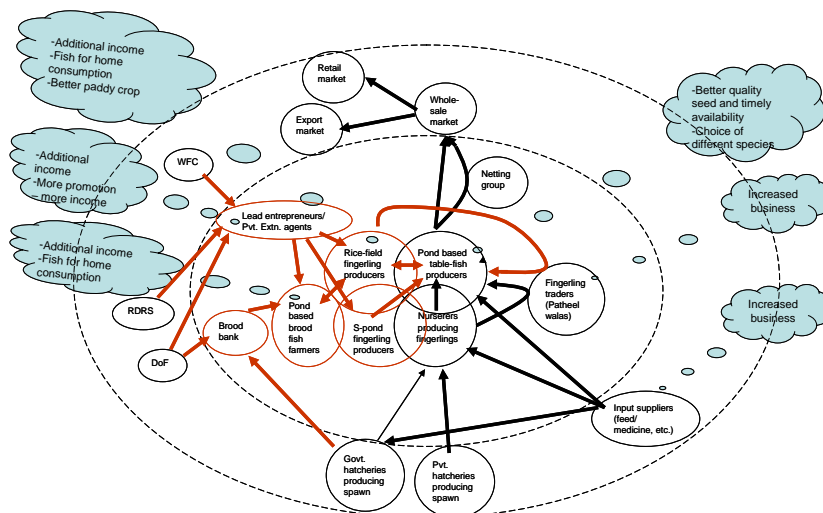 -Additional income
-Fish for home
consumption
-Better paddy crop
Retail
market
Export
market
Whole-
sale
market
-Better quality
seed and timely
availability
-Choice of
different species
-Additional
income
-More promotion
– more income
WFC
Netting
group
Increased
business
Lead entrepreneurs/
Pvt. Extn. agents
-Additional income
-Fish for home
consumption
Rice-field
fingerling
producers
Pond based
table-fish
producers
Fingerling
traders
(Patheel
walas)
RDRS
Brood
bank
Pond
based
brood
fish
farmers
S-pond
fingerling
producers
Nurserers
producing
fingerlings
Increased
business
DoF
Input suppliers
(feed/
medicine, etc.)
Govt.
hatcheries
producing
spawn
Pvt.
hatcheries
producing
spawn